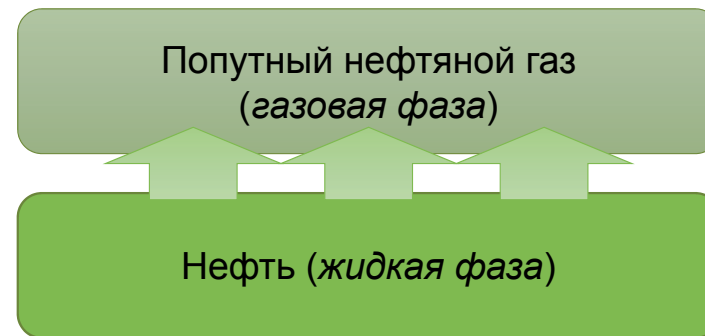 Попутный нефтяной газ
(газовая фаза)
Нефть (жидкая фаза)